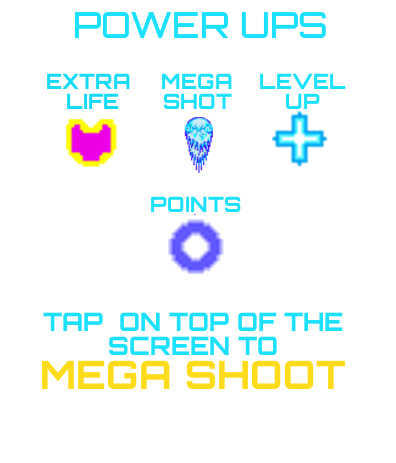 POWER UPS
EXTRA LIFE
MEGA SHOT
LEVEL UP
POINTS
TAP ON TOP OF THE
SCREEN TO
MEGA SHOOT